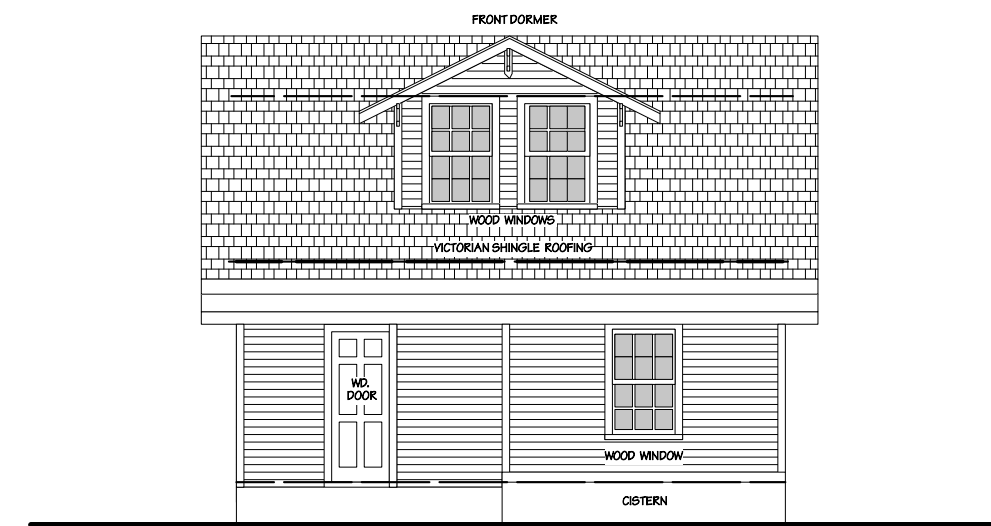 FRONT DORMER
WOOD WINDOWS
VICTORIAN SHINGLE ROOFING
WD.
DOOR
WOOD WINDOW
CISTERN